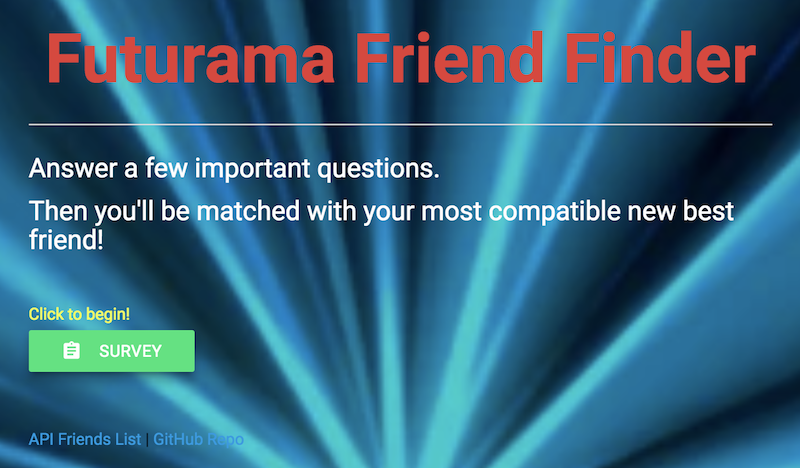 Futurama Friend Finder
Answer a few important questions.
Then you'll be matched with your most compatible new best
friend!
Click to begin!
SURVEY
API Friends List | GitHub Repo